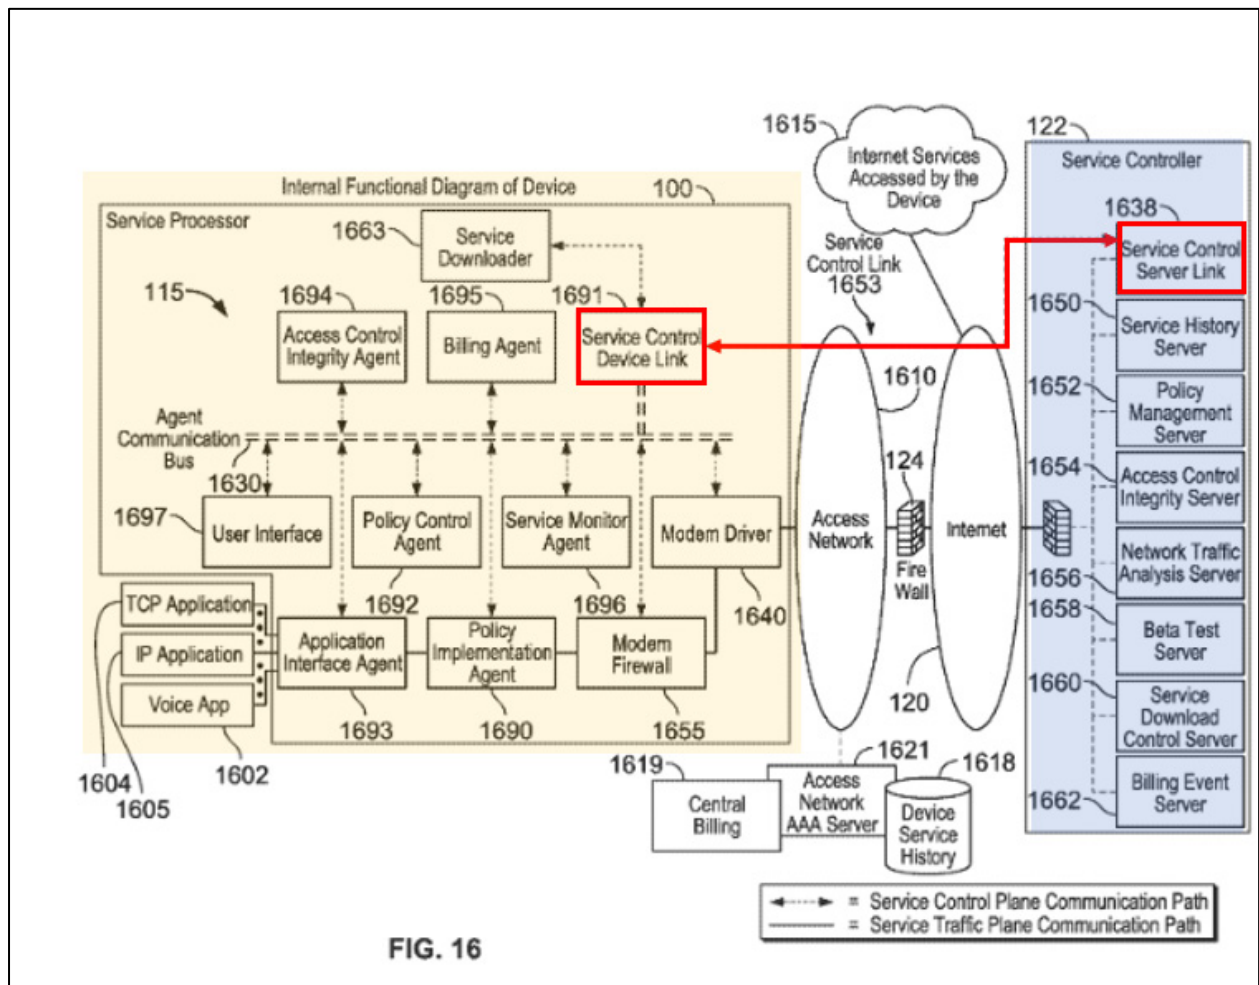 1615
Internet Services
Accessed by the
Device
122
Service Controller
Internal Functional Diagram of Device
100
Service Processor
1663
Service
Downloader
Service
Control Link
1653
1638
Service Control
Server Link
115
1694
Access Control
Integrity Agent
1695
Billing Agent
1691
Service Control
Device Link
1650
Service History
Server
1610
1652
Policy
Management
Server
Agent
Communication
Bus
1630
124
1654
Access Control
Integrity Server
1697
User Interface
Policy Control
Agent
Service Monitor
Agent
Modem Driver
Access
Network
Fire
Wall
Internet
1656
Network Traffic
Analysis Server
1692
1696
1640
1604
TCP Application
1605
IP Application
Voice App
1602
Application
Interface Agent
1693
Policy
Implementation
Agent
1690
Modem
Firewall
1655
120
1658
Beta Test
Server
1660
Service
Download
Control Server
1662
Billing Event
Server
1619
Central
Billing
1621
Access
Network
AAA Server
1618
Device
Service
History
= Service Control Plane Communication Path
= Service Traffic Plane Communication Path
FIG. 16